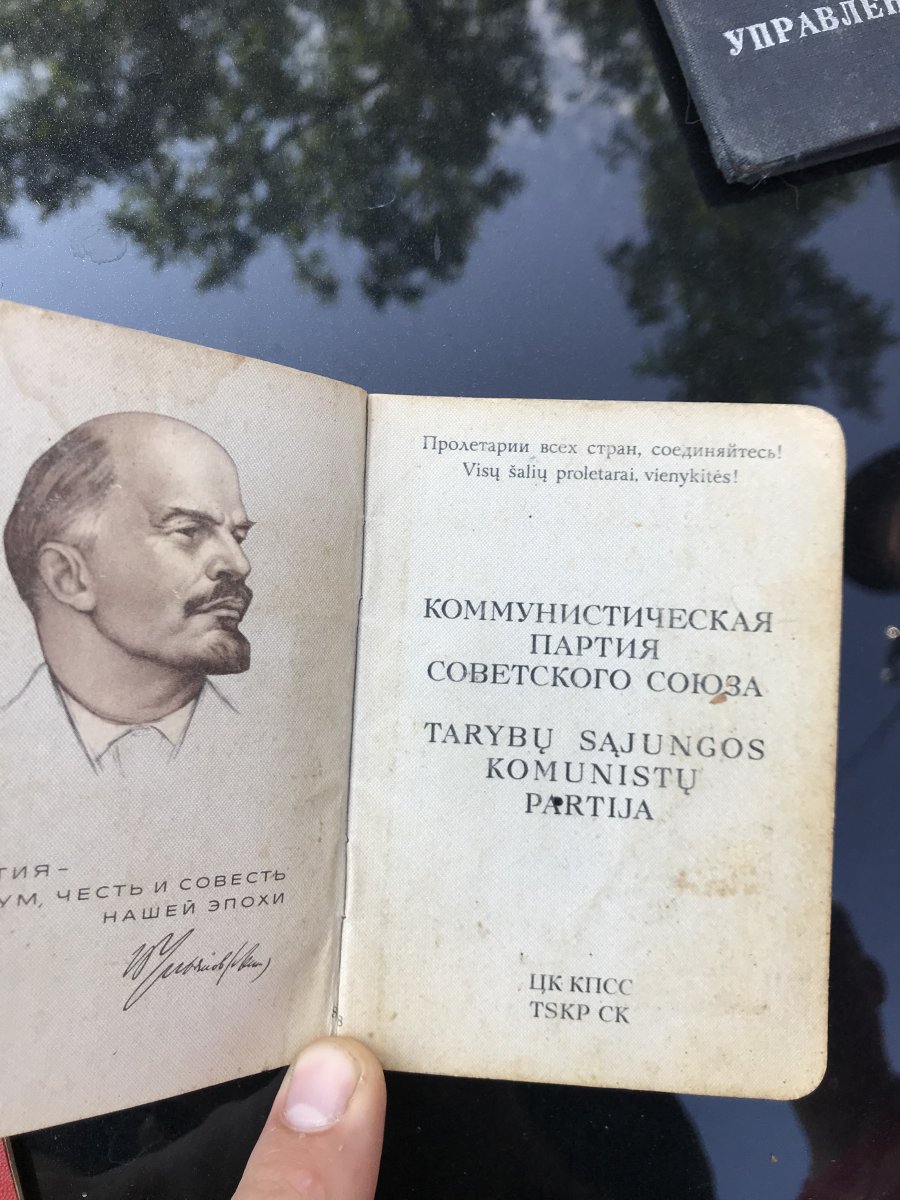 УПРАВЛЕН
Пролетарии всех стран, соединяйтесь!
Visų šalių proletarai, vienykitės!
КОММУНИСТИЧЕСКАЯ
ПАРТИЯ
СОВЕТСКОГО СОЮЗА
TARYBŲ SĄJUNGOS
KOMUNISTŲ
PARTIJA
ЦК КПСС
TSKP CK
ТИЯ –
УМ, ЧЕСТЬ И СОВЕСТЬ
НАШЕЙ ЭПОХИ